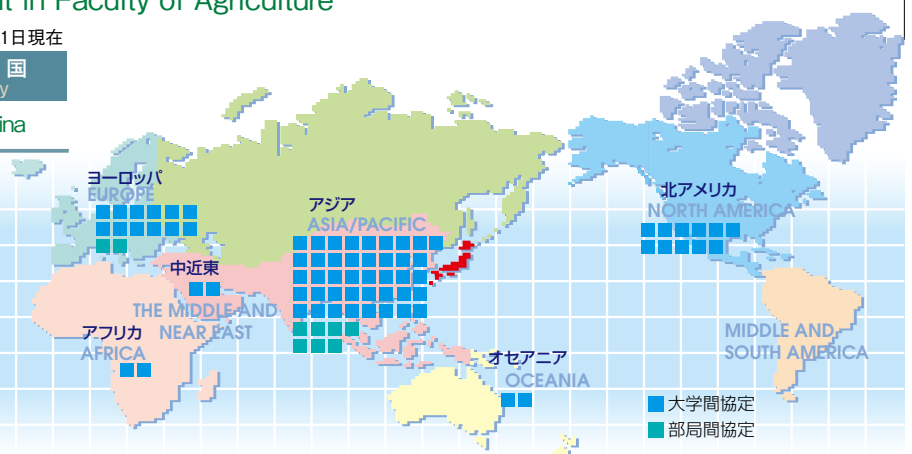 t in Faculty of Agriculture
1日現在
国
y
ina
ヨーロッパ
EUROPE
アジア
ASIA/PACIFIC
北アメリカ
NORTH AMERICA
中近東
THE MIDDLE AND
NEAR EAST
アフリカ
AFRICA
オセアニア
OCEANIA
MIDDLE AND
SOUTH AMERICA
大学間協定
部局間協定